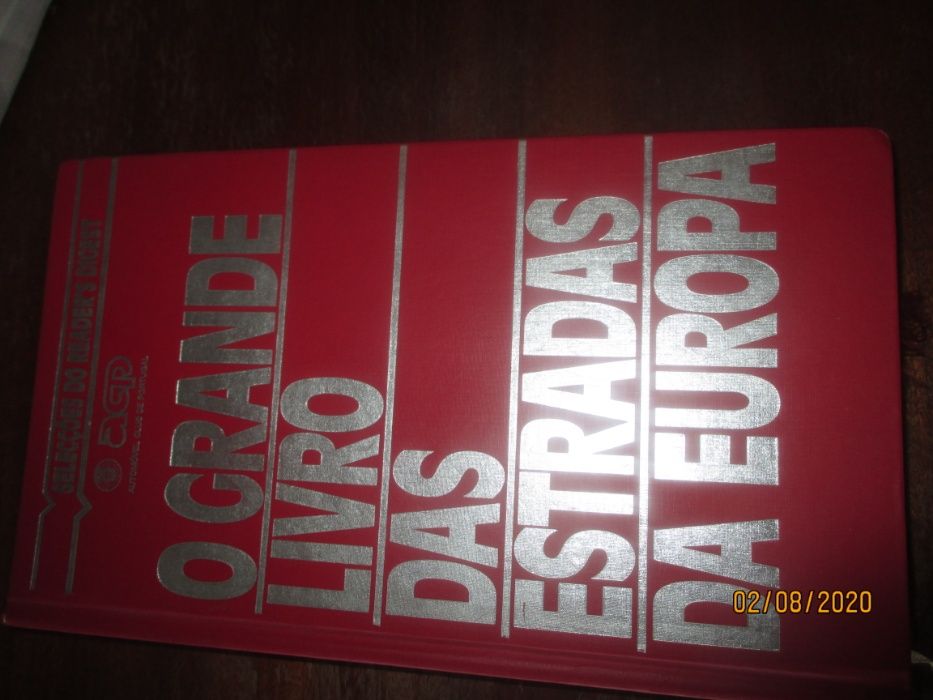 SELECÇÕES DO READER'S DIGEST
acp
AUTOMÓVEL CLUB DE PORTUGAL
O GRANDE
LIVRO
DAS
ESTRADAS
DA EUROPA
02/08/2020